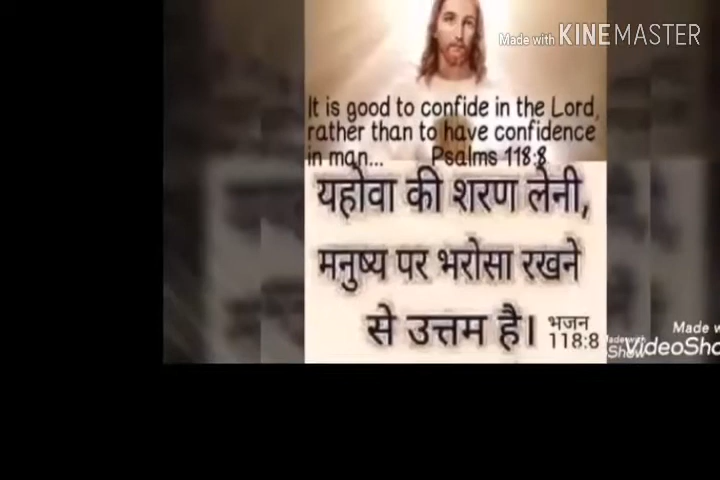 Made with KINEMASTER
It is good to confide in the Lord,
rather than to have confidence
in man... Psalms 118:8
यहोवा की शरण लेनी,
मनुष्य पर भरोसा रखने
से उत्तम है। भजन
118:8
Made w
VideoSho